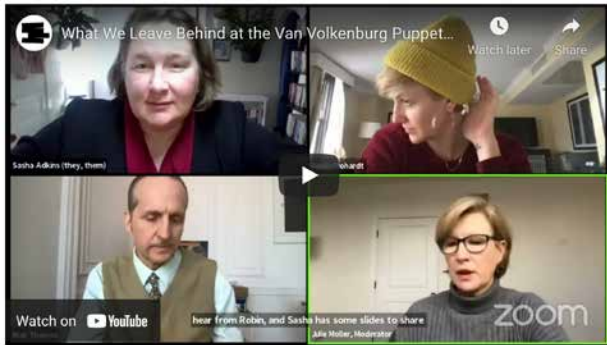 What We Leave Behind at the Van Volkenburg Puppet...
Watch later
Share
Sasha Adkins (they, them)
Watch on YouTube
hear from Robin, and Sasha has some slides to share
Julie Moller, Moderator
zoom